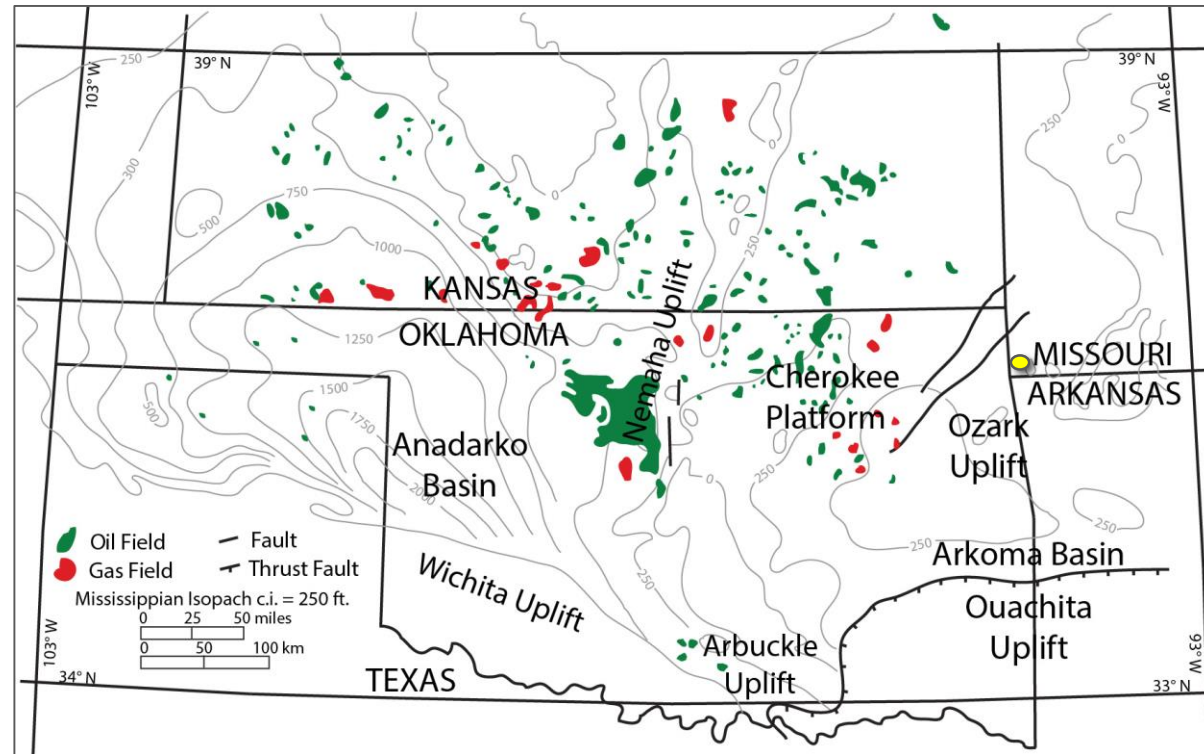 103° W
39° N
39° N
93° W
250
250
0
0
300
750
500
0
250
1000
KANSAS
OKLAHOMA
Nemaha Uplift
1250
MISSOURI
ARKANSAS
Cherokee
Platform
1500
500
1750
Anadarko
Basin
Ozark
Uplift
250
0
2000
250
250
Oil Field
Fault
Gas Field
Thrust Fault
Mississippian Isopach c.i. = 250 ft.
0 25 50 miles
0 50 100 km
Arkoma Basin
Wichita Uplift
Ouachita
Uplift
250
Arbuckle
Uplift
103° W
93° W
34° N
TEXAS
33° N